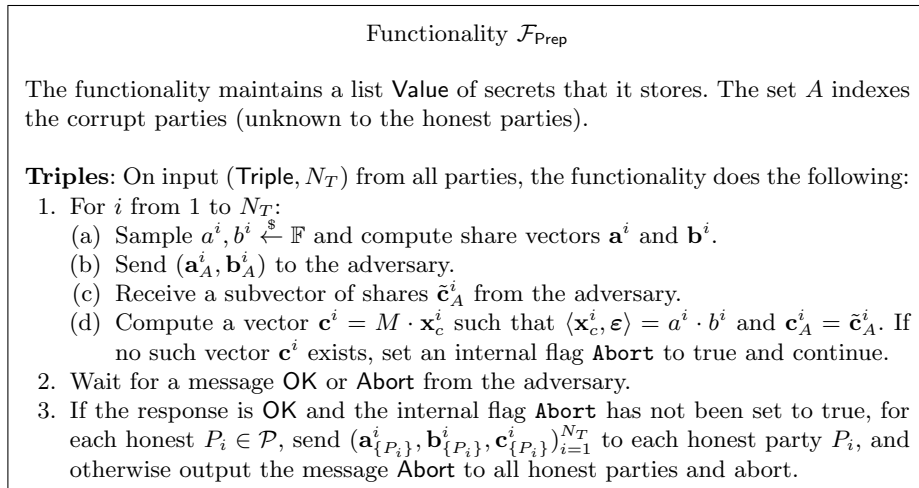 Functionality 𝓕_Prep
The functionality maintains a list Value of secrets that it stores. The set A indexes
the corrupt parties (unknown to the honest parties).
Triples: On input (Triple, N_T) from all parties, the functionality does the following:
1. For i from 1 to N_T:
(a) Sample a^i, b^i ←$ 𝔽 and compute share vectors 𝐚^i and 𝐛^i.
(b) Send (𝐚^i_A, 𝐛^i_A) to the adversary.
(c) Receive a subvector of shares 𝐜̃^i_A from the adversary.
(d) Compute a vector 𝐜^i = M · 𝐱^i_c such that ⟨𝐱^i_c, 𝜺⟩ = a^i · b^i and 𝐜^i_A = 𝐜̃^i_A. If
no such vector 𝐜^i exists, set an internal flag Abort to true and continue.
2. Wait for a message OK or Abort from the adversary.
3. If the response is OK and the internal flag Abort has not been set to true, for
each honest P_i ∈ 𝒫, send (𝐚^i_{P_i}, 𝐛^i_{P_i}, 𝐜^i_{P_i})^{N_T}_{i=1} to each honest party P_i, and
otherwise output the message Abort to all honest parties and abort.